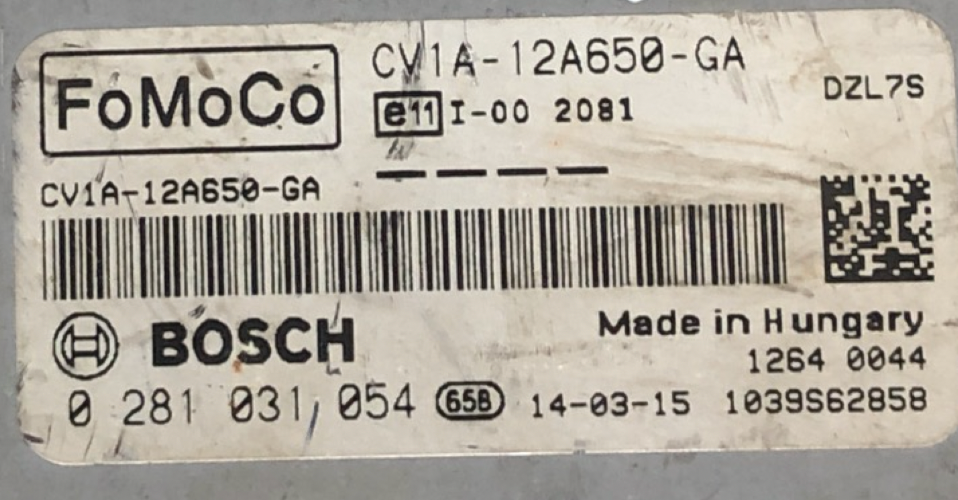 FoMoCo
CV1A-12A650-GA
DZL7S
e11 I-00 2081
CV1A-12A650-GA
BOSCH
Made in Hungary
1264 0044
0 281 031 054 65B 14-03-15 1039S62858